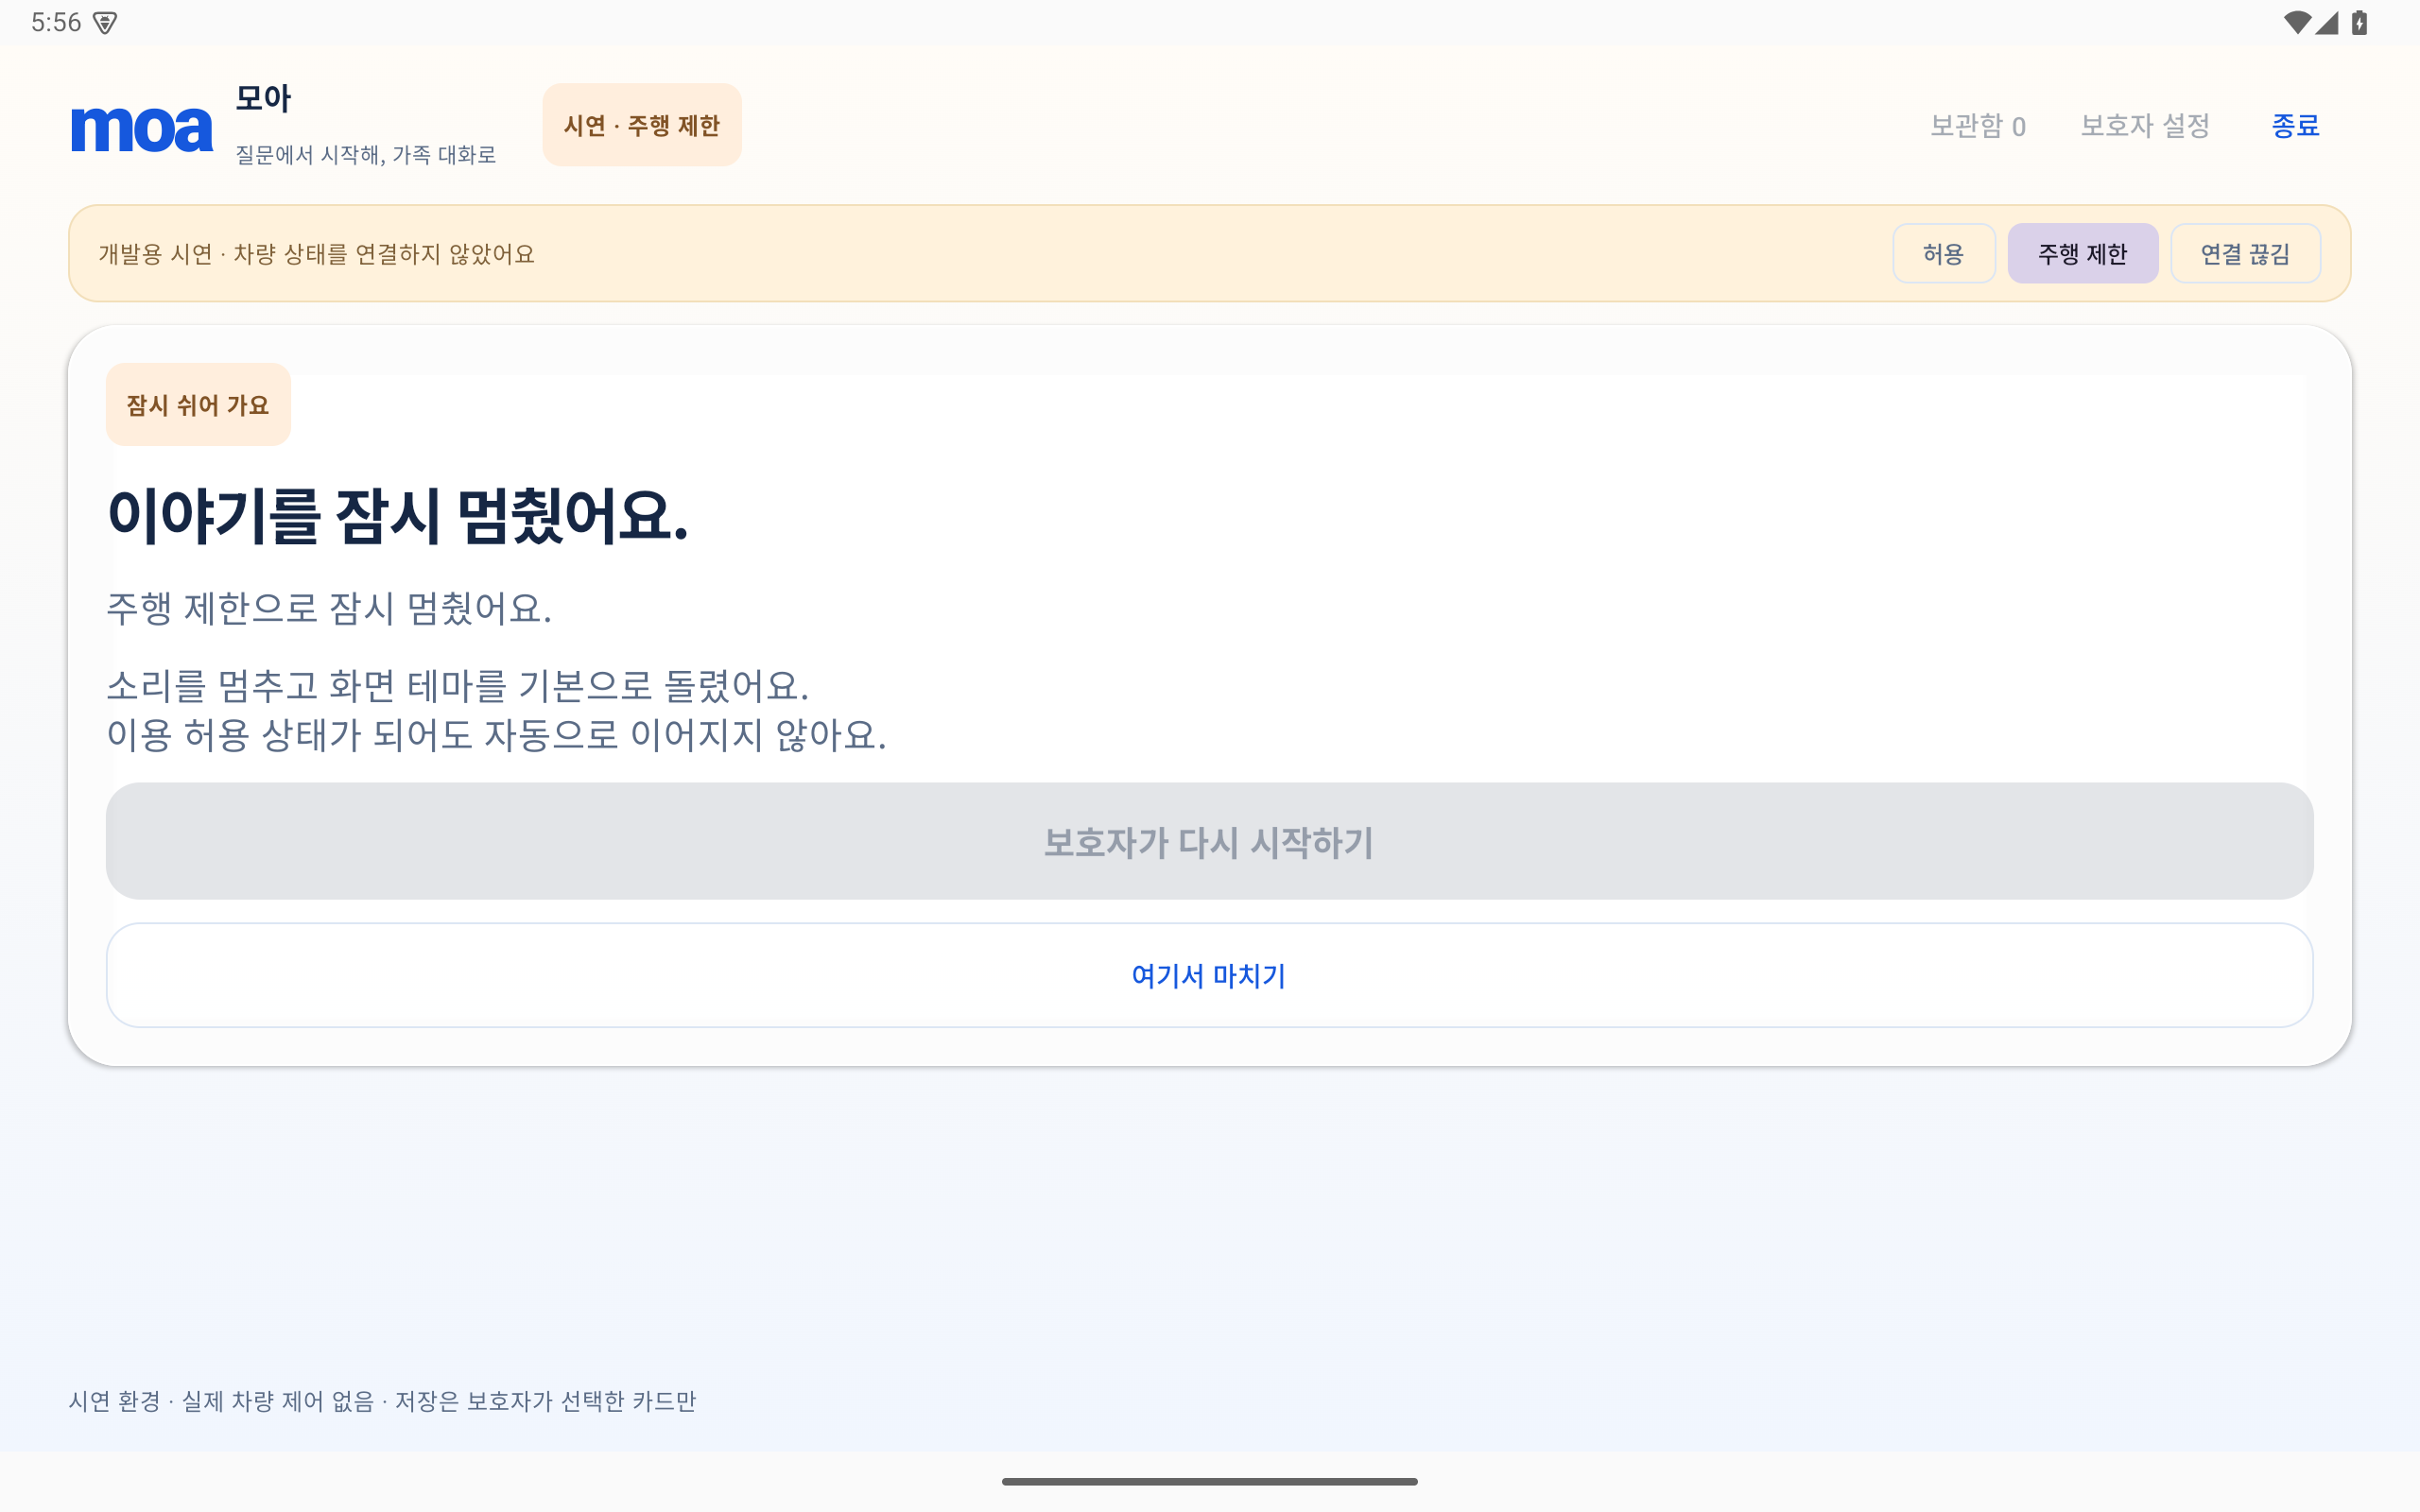 5:56
moa
모아
질문에서 시작해, 가족 대화로
시연 · 주행 제한
보관함 0
보호자 설정
종료
개발용 시연 · 차량 상태를 연결하지 않았어요
허용
주행 제한
연결 끊김
잠시 쉬어 가요
이야기를 잠시 멈췄어요.
주행 제한으로 잠시 멈췄어요.
소리를 멈추고 화면 테마를 기본으로 돌렸어요.
이용 허용 상태가 되어도 자동으로 이어지지 않아요.
보호자가 다시 시작하기
여기서 마치기
시연 환경 · 실제 차량 제어 없음 · 저장은 보호자가 선택한 카드만